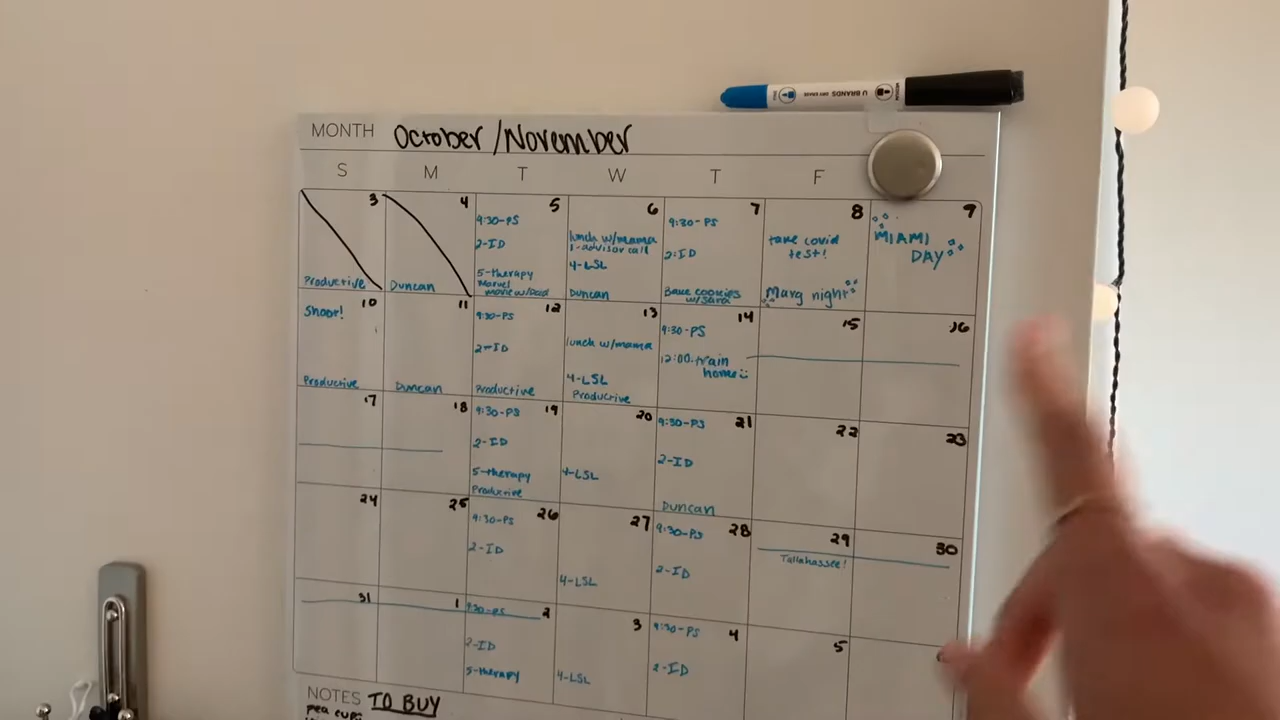 U BRANDS DRY ERASE
MEDIUM
MONTH October/November
S M T W T F
3
Productive
4
Duncan
5
9:30-PS
2-ID
5-therapy
Marvel
movie w/Dad
6
lunch w/mama
1-advisor call
4-LSL
Duncan
7
9:30-PS
2:ID
Bake cookies
w/Sara
8
take covid
test!
Marg night
9
MIAMI
DAY
10
Shoot!
Productive
11
Duncan
12
9:30-PS
2-ID
Productive
13
lunch w/mama
4-LSL
Productive
14
9:30-PS
12:00-train
home
15
16
17
18
19
9:30-PS
2-ID
5-therapy
Productive
20
4-LSL
21
9:30-PS
2-ID
Duncan
22
23
24
25
26
9:30-PS
2-ID
27
4-LSL
28
9:30-PS
2-ID
29
Tallahassee!
30
31
1
2
9:30-PS
2-ID
5-therapy
3
4-LSL
4
9:30-PS
2-ID
5
NOTES TO BUY
pea cups